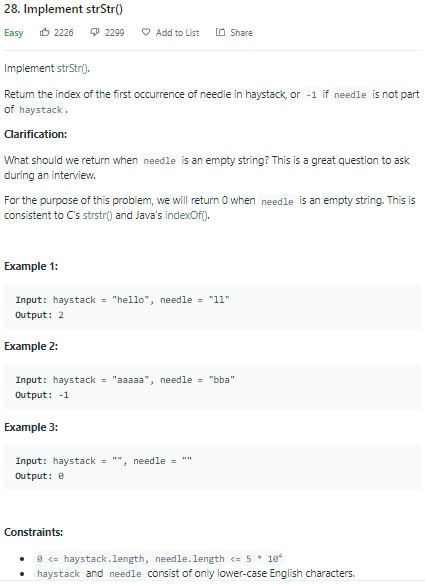 28. Implement strStr()
Easy 2226 2299 Add to List Share
Implement strStr().
Return the index of the first occurrence of needle in haystack, or -1 if needle is not part
of haystack .
Clarification:
What should we return when needle is an empty string? This is a great question to ask
during an interview.
For the purpose of this problem, we will return 0 when needle is an empty string. This is
consistent to C's strstr() and Java's indexOf().
Example 1:
Input: haystack = "hello", needle = "ll"
Output: 2
Example 2:
Input: haystack = "aaaaa", needle = "bba"
Output: -1
Example 3:
Input: haystack = "", needle = ""
Output: 0
Constraints:
• 0 <= haystack.length, needle.length <= 5 * 10⁴
• haystack and needle consist of only lower-case English characters.